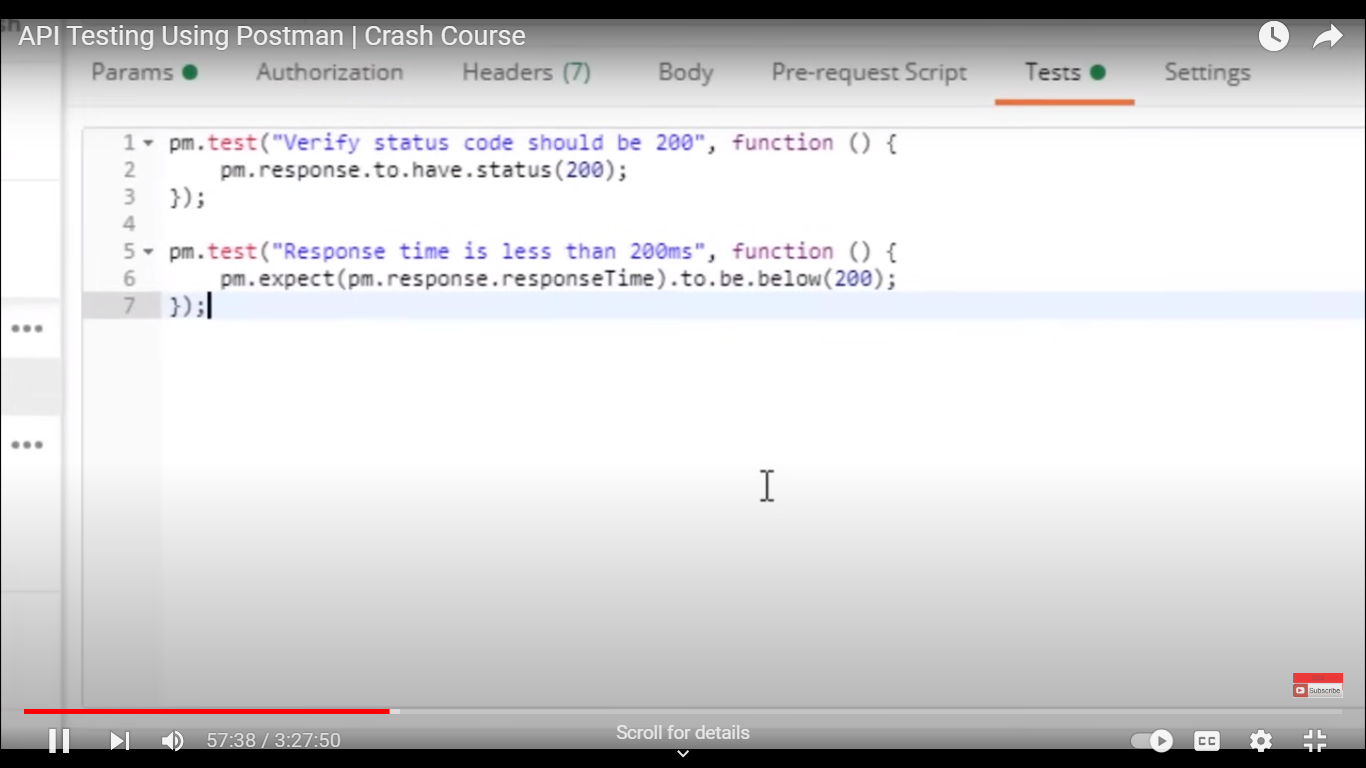 API Testing Using Postman | Crash Course
Params Authorization Headers (7) Body Pre-request Script Tests Settings
1 pm.test("Verify status code should be 200", function () {
2 pm.response.to.have.status(200);
3 });
4
5 pm.test("Response time is less than 200ms", function () {
6 pm.expect(pm.response.responseTime).to.be.below(200);
7 });
Subscribe
57:38 / 3:27:50 Scroll for details CC